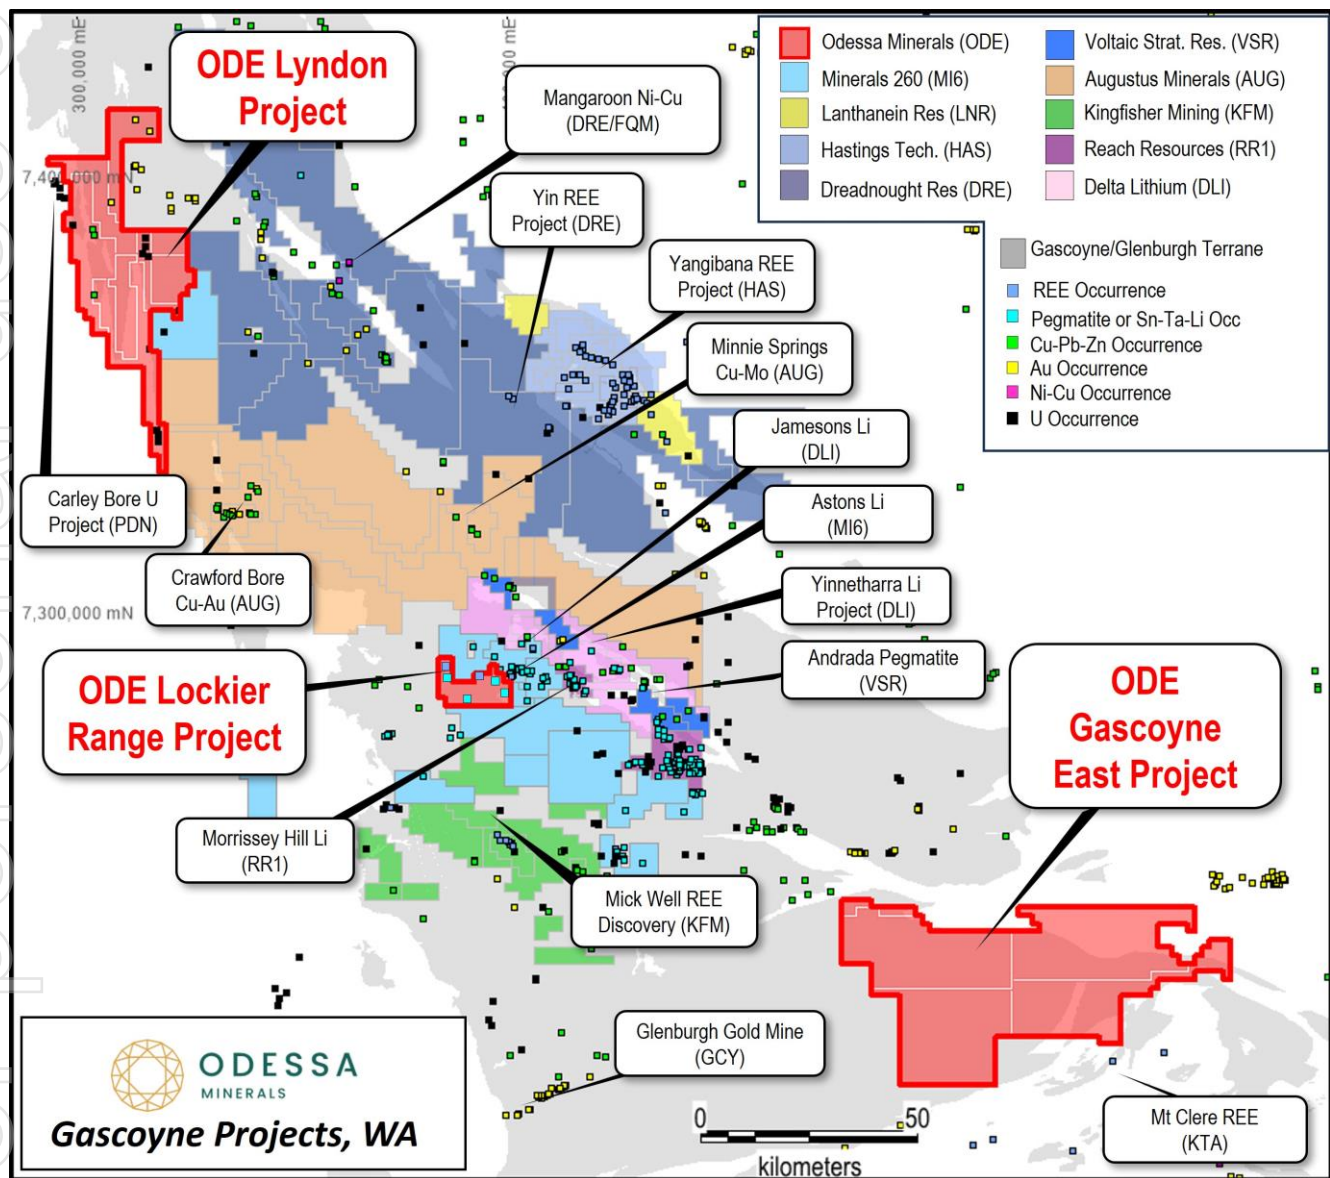 300,000 mE
00,000 mE
7,400,000 mN
7,300,000 mN
ODE Lyndon
Project
Mangaroon Ni-Cu
(DRE/FQM)
Yin REE
Project (DRE)
Yangibana REE
Project (HAS)
Minnie Springs
Cu-Mo (AUG)
Jamesons Li
(DLI)
Astons Li
(MI6)
Yinnetharra Li
Project (DLI)
Andrada Pegmatite
(VSR)
Carley Bore U
Project (PDN)
Crawford Bore
Cu-Au (AUG)
ODE Lockier
Range Project
ODE
Gascoyne
East Project
Morrissey Hill Li
(RR1)
Mick Well REE
Discovery (KFM)
Glenburgh Gold Mine
(GCY)
Mt Clere REE
(KTA)
Odessa Minerals (ODE)
Minerals 260 (MI6)
Lanthanein Res (LNR)
Hastings Tech. (HAS)
Dreadnought Res (DRE)
Voltaic Strat. Res. (VSR)
Augustus Minerals (AUG)
Kingfisher Mining (KFM)
Reach Resources (RR1)
Delta Lithium (DLI)
Gascoyne/Glenburgh Terrane
REE Occurrence
Pegmatite or Sn-Ta-Li Occ
Cu-Pb-Zn Occurrence
Au Occurrence
Ni-Cu Occurrence
U Occurrence
ODESSA
MINERALS
Gascoyne Projects, WA
0 50
kilometers